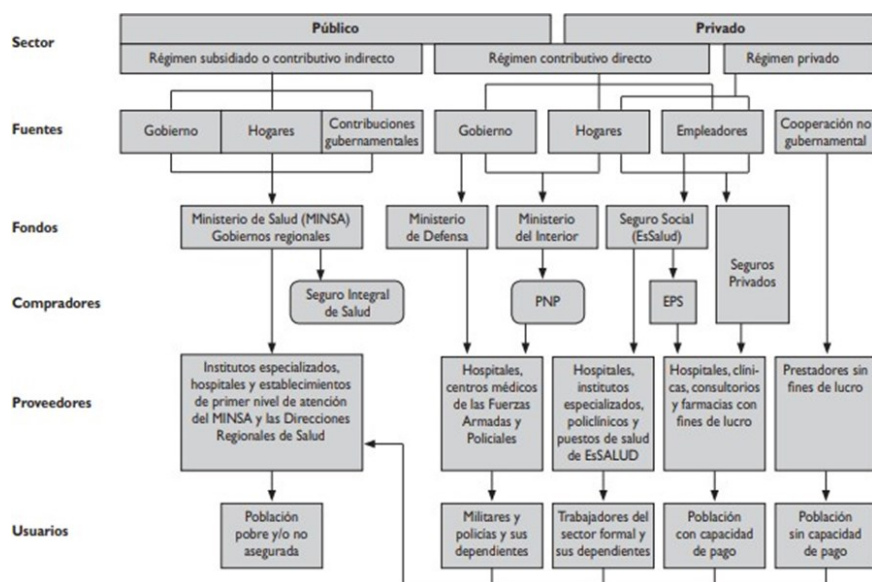 Público
Privado
Sector
Régimen subsidiado o contributivo indirecto
Régimen contributivo directo
Régimen privado
Fuentes
Gobierno
Hogares
Contribuciones
gubernamentales
Gobierno
Hogares
Empleadores
Cooperación no
gubernamental
Fondos
Ministerio de Salud (MINSA)
Gobiernos regionales
Ministerio
de Defensa
Ministerio
del Interior
Seguro Social
(EsSalud)
Seguros
Privados
Compradores
Seguro Integral
de Salud
PNP
EPS
Proveedores
Institutos especializados,
hospitales y establecimientos
de primer nivel de atención
del MINSA y las Direcciones
Regionales de Salud
Hospitales,
centros médicos
de las Fuerzas
Armadas y
Policiales
Hospitales,
institutos
especializados,
policlínicos y
puestos de salud
de EsSALUD
Hospitales, clíni-
cas, consultorios
y farmacias con
fines de lucro
Prestadores sin
fines de lucro
Usuarios
Población
pobre y/o no
asegurada
Militares y
policías y sus
dependientes
Trabajadores del
sector formal y
sus dependientes
Población
con capacidad
de pago
Población
sin capacidad
de pago